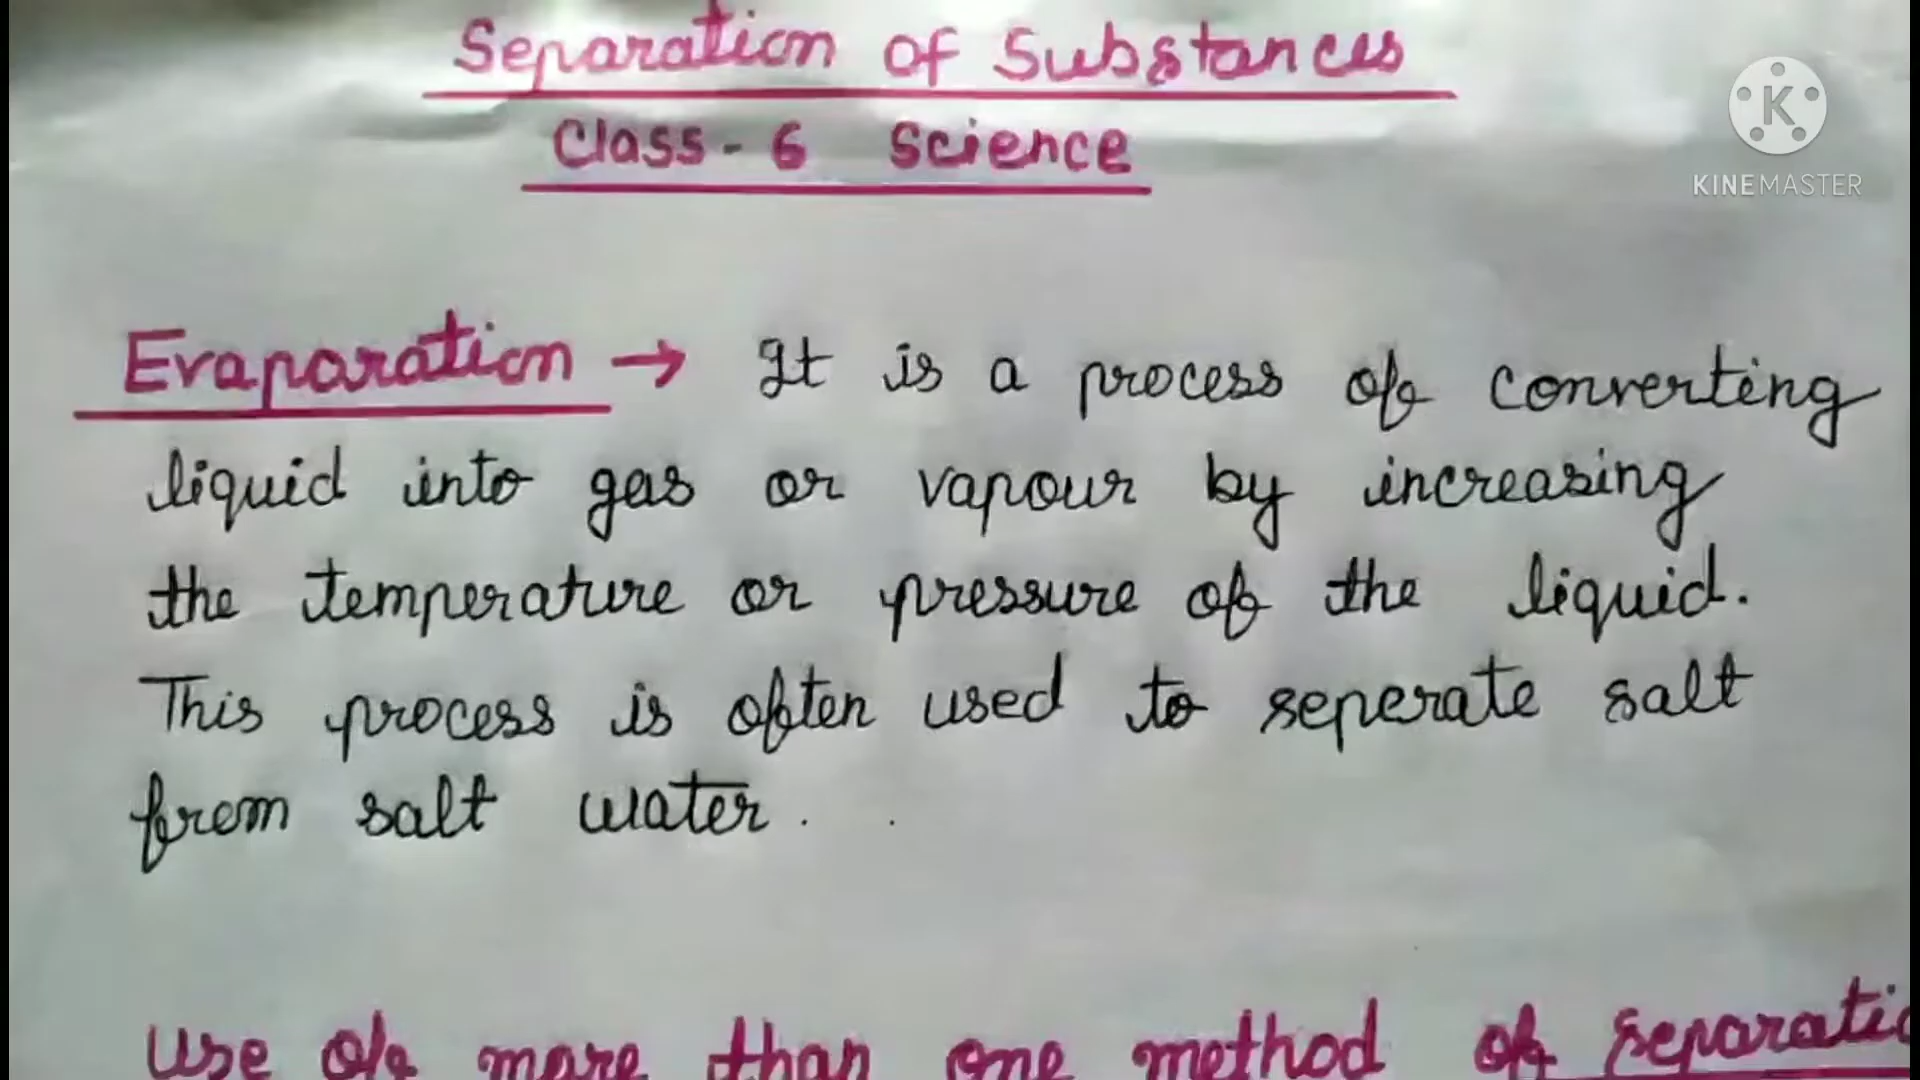 Separation of Substances
Class - 6 Science
KINEMASTER
Evaparation → It is a process of converting
liquid into gas or vapour by increasing
the temperature or pressure of the liquid.
This process is often used to seperate salt
from salt water.
Use of more than one method of separatio